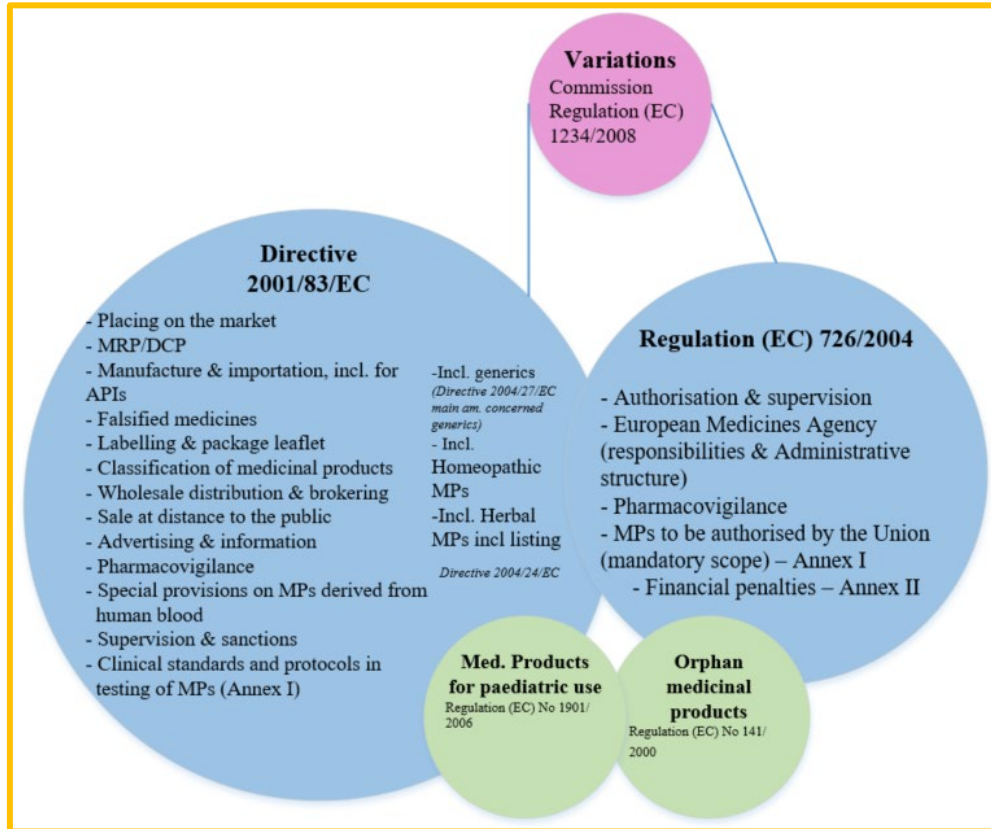 Variations
Commission
Regulation (EC)
1234/2008
Directive
2001/83/EC
- Placing on the market
- MRP/DCP
- Manufacture & importation, incl. for
APIs
- Falsified medicines
- Labelling & package leaflet
- Classification of medicinal products
- Wholesale distribution & brokering
- Sale at distance to the public
- Advertising & information
- Pharmacovigilance
- Special provisions on MPs derived from
human blood
- Supervision & sanctions
- Clinical standards and protocols in
testing of MPs (Annex I)
-Incl. generics
(Directive 2004/27/EC
main am. concerned
generics)
- Incl.
Homeopathic
MPs
-Incl. Herbal
MPs incl listing
Directive 2004/24/EC
Regulation (EC) 726/2004
- Authorisation & supervision
- European Medicines Agency
(responsibilities & Administrative
structure)
- Pharmacovigilance
- MPs to be authorised by the Union
(mandatory scope) – Annex I
- Financial penalties – Annex II
Med. Products
for paediatric use
Regulation (EC) No 1901/
2006
Orphan
medicinal
products
Regulation (EC) No 141/
2000